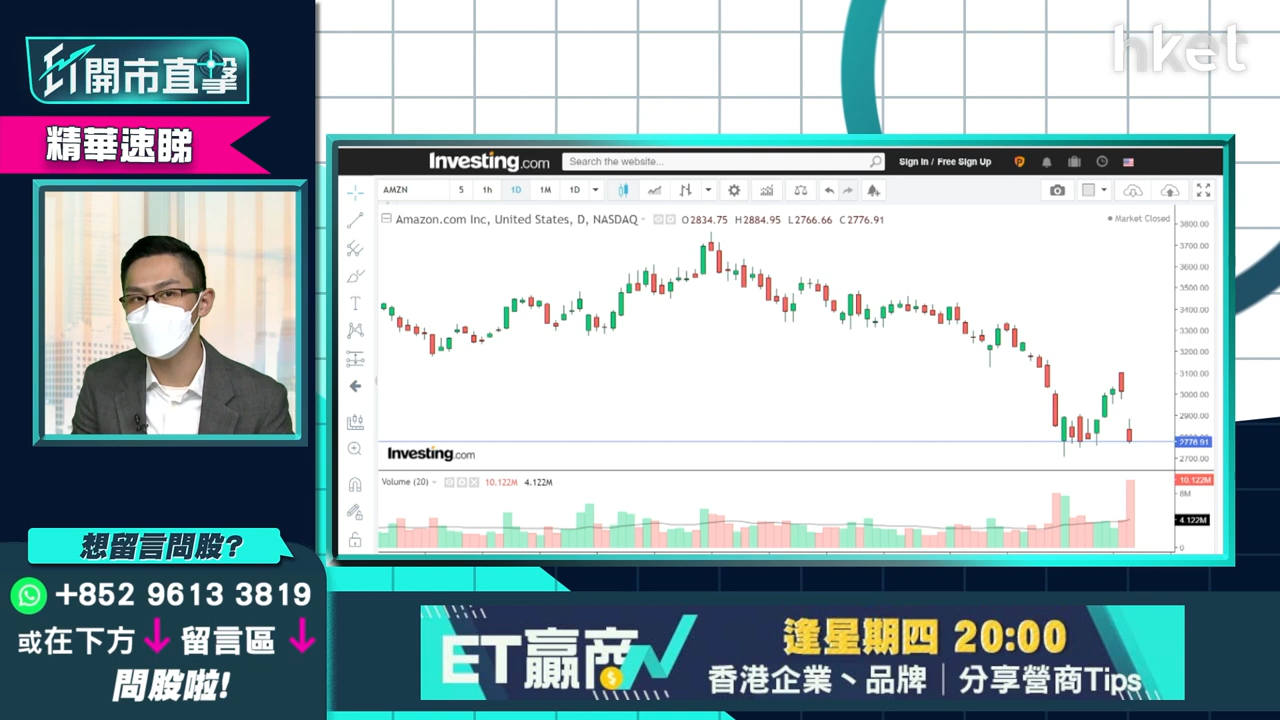 ET開市直擊
精華速睇
hket
Investing.com
Search the website...
Sign In / Free Sign Up
AMZN
5
1h
1D
1M
1D
Amazon.com Inc, United States, D, NASDAQ
O2834.75 H2884.95 L2766.66 C2776.91
Market Closed
3800.00
3700.00
3600.00
3500.00
3400.00
3300.00
3200.00
3100.00
3000.00
2900.00
2776.91
2700.00
Investing.com
Volume (20)
10.122M
4.122M
10.122M
8M
4.122M
0
想留言問股?
+852 9613 3819
或在下方↓留言區↓
問股啦!
ET贏商
逢星期四 20:00
香港企業、品牌｜分享營商Tips